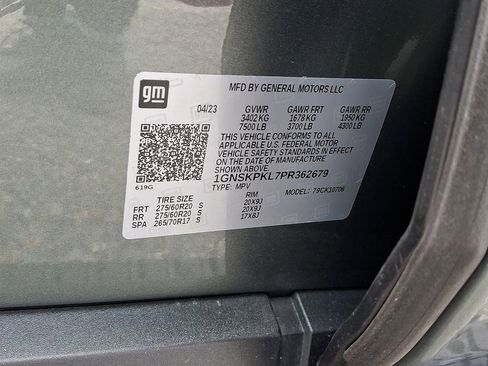 gm
MFD BY GENERAL MOTORS LLC
04/23 GVWR GAWR FRT GAWR RR
3402 KG 1678 KG 1950 KG
7500 LB 3700 LB 4300 LB
THIS VEHICLE CONFORMS TO ALL
APPLICABLE U.S. FEDERAL MOTOR
VEHICLE SAFETY STANDARDS IN EFFECT
ON THE DATE OF MANUFACTURE
SHOWN ABOVE.
1GNSKPKL7PR362679
619G TYPE: MPV MODEL: 79CK10706
TIRE SIZE RIM
FRT 275/60R20 S 20X9J
RR 275/60R20 S 20X9J
SPA 265/70R17 S 17X8J